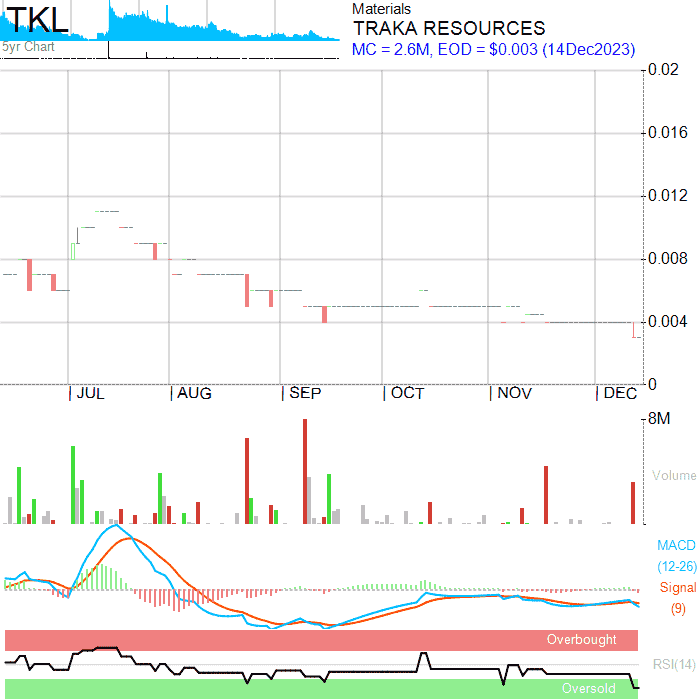 TKL
5yr Chart
Materials
TRAKA RESOURCES
MC = 2.6M, EOD = $0.003 (14Dec2023)
0.02
0.016
0.012
0.008
0.004
0
JUL AUG SEP OCT NOV DEC
8M
Volume
MACD
(12-26)
Signal
(9)
Overbought
RSI(14)
Oversold